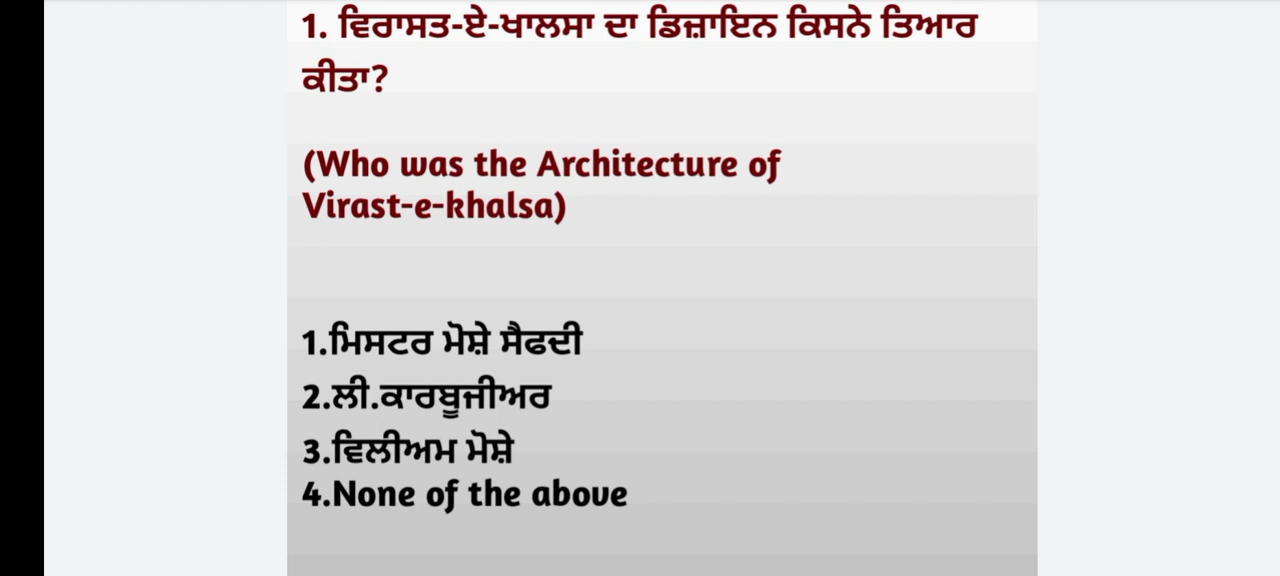 1. ਵਿਰਾਸਤ-ਏ-ਖਾਲਸਾ ਦਾ ਡਿਜ਼ਾਇਨ ਕਿਸਨੇ ਤਿਆਰ
ਕੀਤਾ?
(Who was the Architecture of
Virast-e-khalsa)
1.ਮਿਸਟਰ ਮੋਸ਼ੇ ਸੈਫਦੀ
2.ਲੀ.ਕਾਰਬੂਜੀਅਰ
3.ਵਿਲੀਅਮ ਮੋਸ਼ੇ
4.None of the above